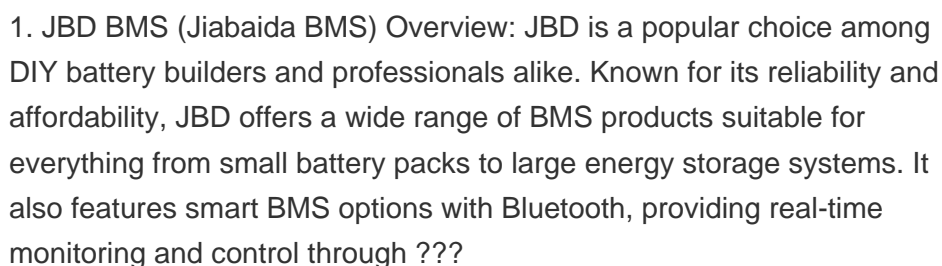 1. JBD BMS (Jiabaida BMS) Overview: JBD is a popular choice among
DIY battery builders and professionals alike. Known for its reliability and
affordability, JBD offers a wide range of BMS products suitable for
everything from small battery packs to large energy storage systems. It
also features smart BMS options with Bluetooth, providing real-time
monitoring and control through ???